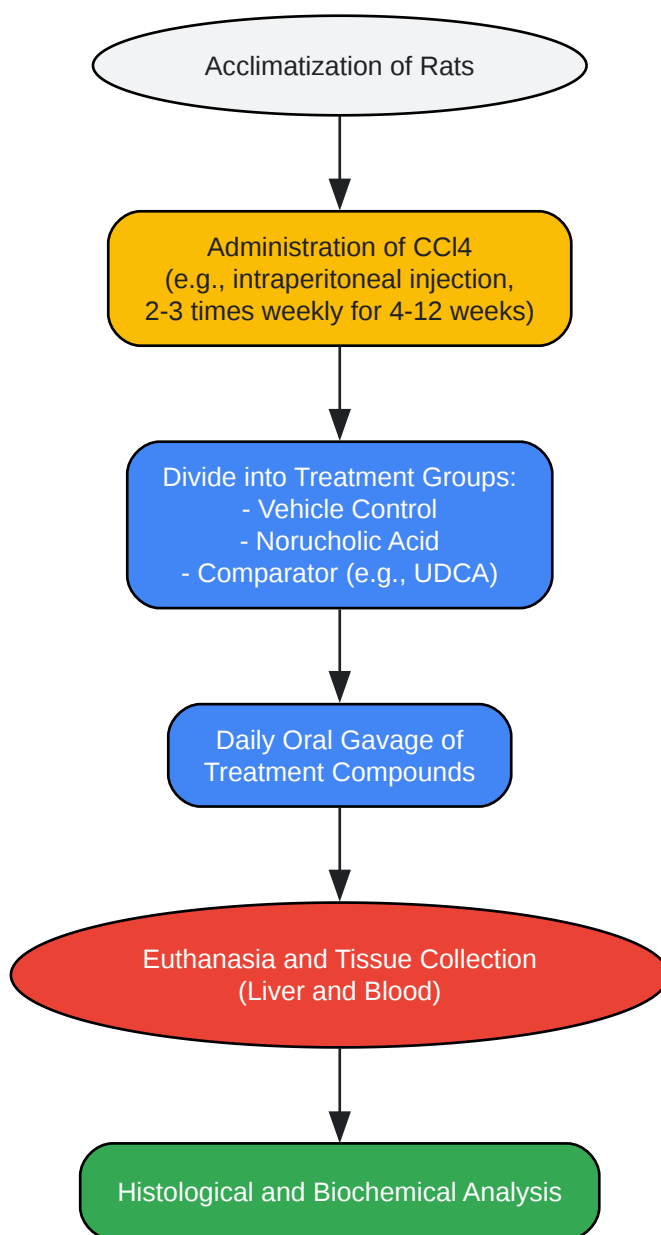 Acclimatization of Rats
Administration of CCl4
(e.g., intraperitoneal injection,
2-3 times weekly for 4-12 weeks)
Divide into Treatment Groups:
- Vehicle Control
- Norucholic Acid
- Comparator (e.g., UDCA)
Daily Oral Gavage of
Treatment Compounds
Euthanasia and Tissue Collection
(Liver and Blood)
Histological and Biochemical Analysis